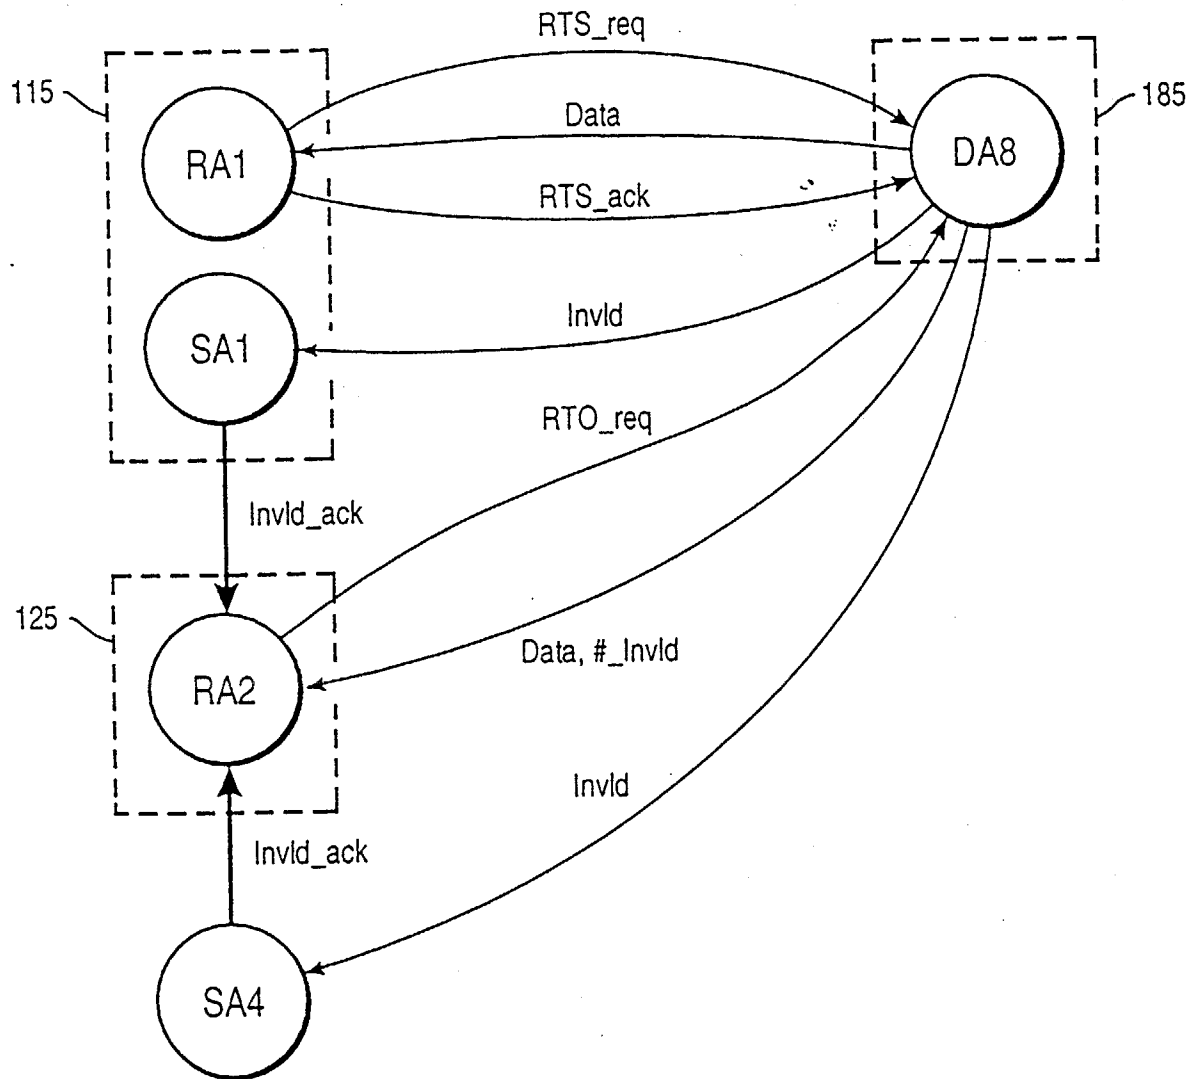 RTS_req
115
185
Data
RA1
DA8
RTS_ack
Invld
SA1
RTO_req
Invld_ack
125
Data, #_Invld
RA2
Invld
Invld_ack
SA4